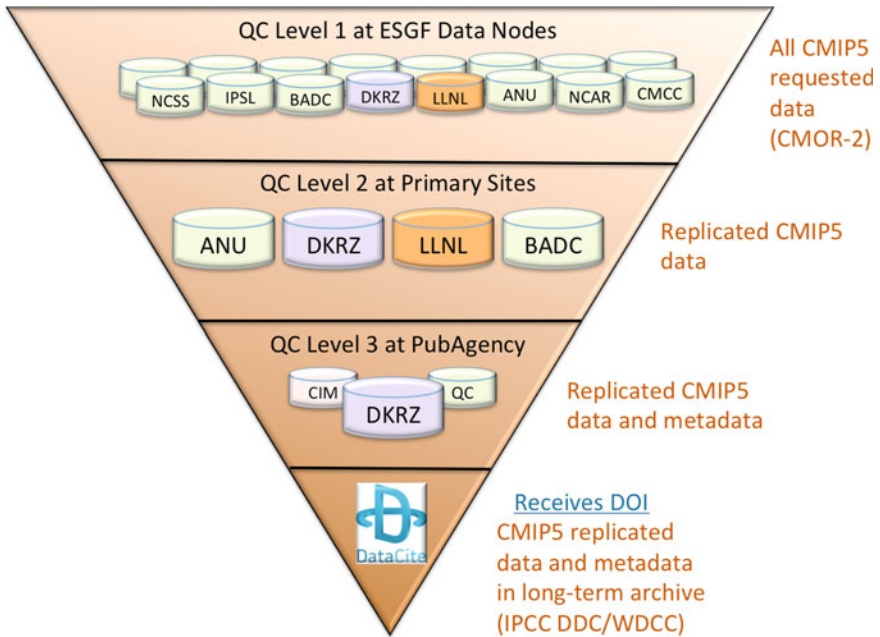 QC Level 1 at ESGF Data Nodes
NCSS IPSL BADC DKRZ LLNL ANU NCAR CMCC
All CMIP5
requested
data
(CMOR-2)
QC Level 2 at Primary Sites
ANU DKRZ LLNL BADC
Replicated CMIP5
data
QC Level 3 at PubAgency
CIM DKRZ QC
Replicated CMIP5
data and metadata
DataCite
Receives DOI
CMIP5 replicated
data and metadata
in long-term archive
(IPCC DDC/WDCC)